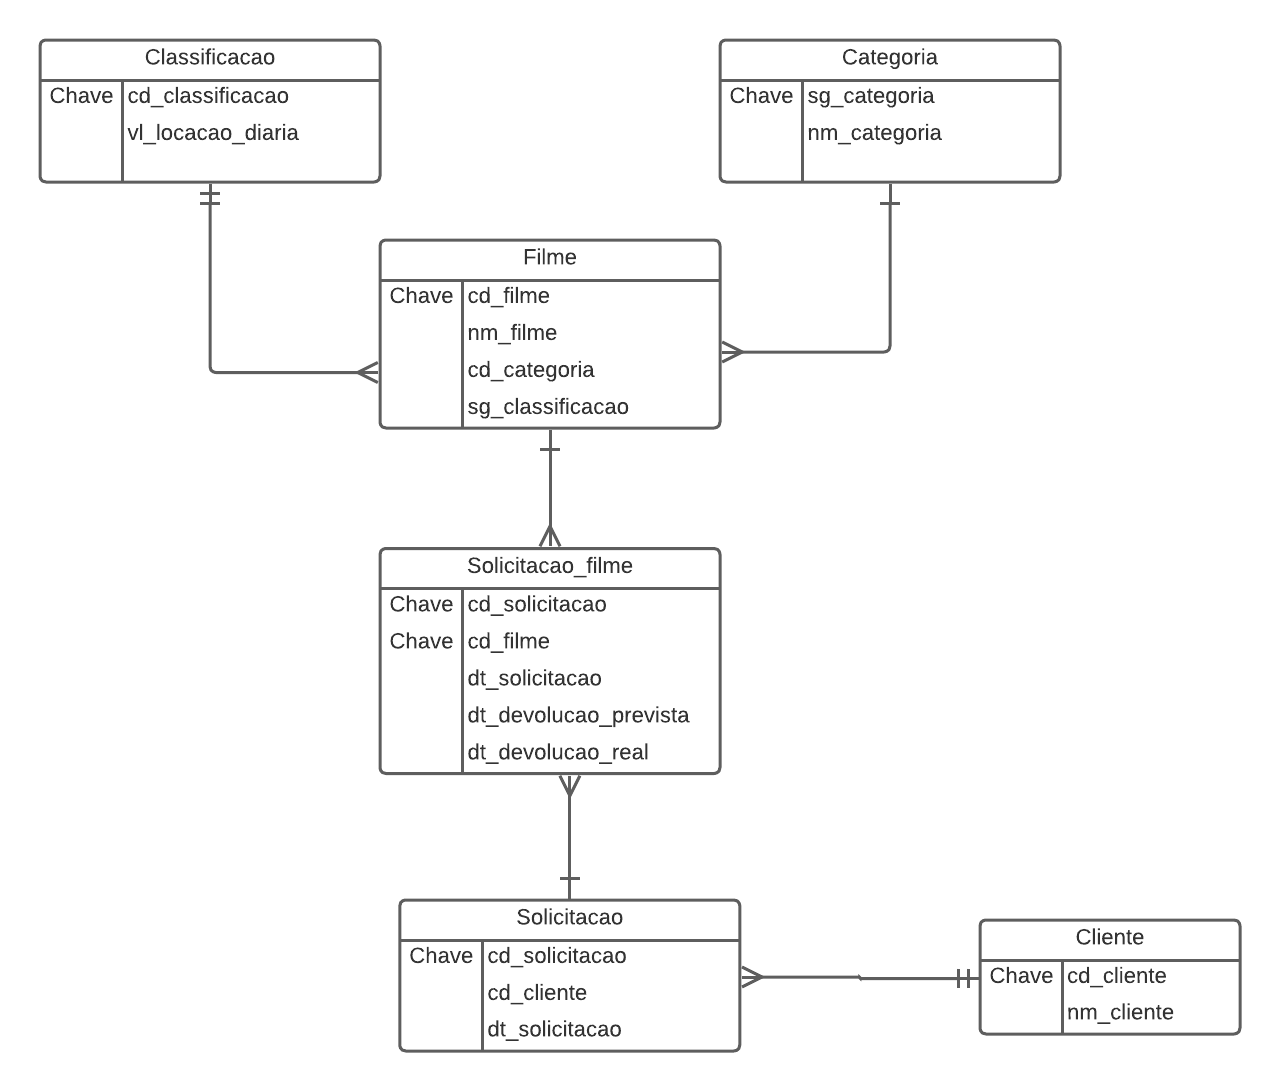 Classificacao
Chave cd_classificacao
vl_locacao_diaria
Categoria
Chave sg_categoria
nm_categoria
Filme
Chave cd_filme
nm_filme
cd_categoria
sg_classificacao
Solicitacao_filme
Chave cd_solicitacao
Chave cd_filme
dt_solicitacao
dt_devolucao_prevista
dt_devolucao_real
Solicitacao
Chave cd_solicitacao
cd_cliente
dt_solicitacao
Cliente
Chave cd_cliente
nm_cliente